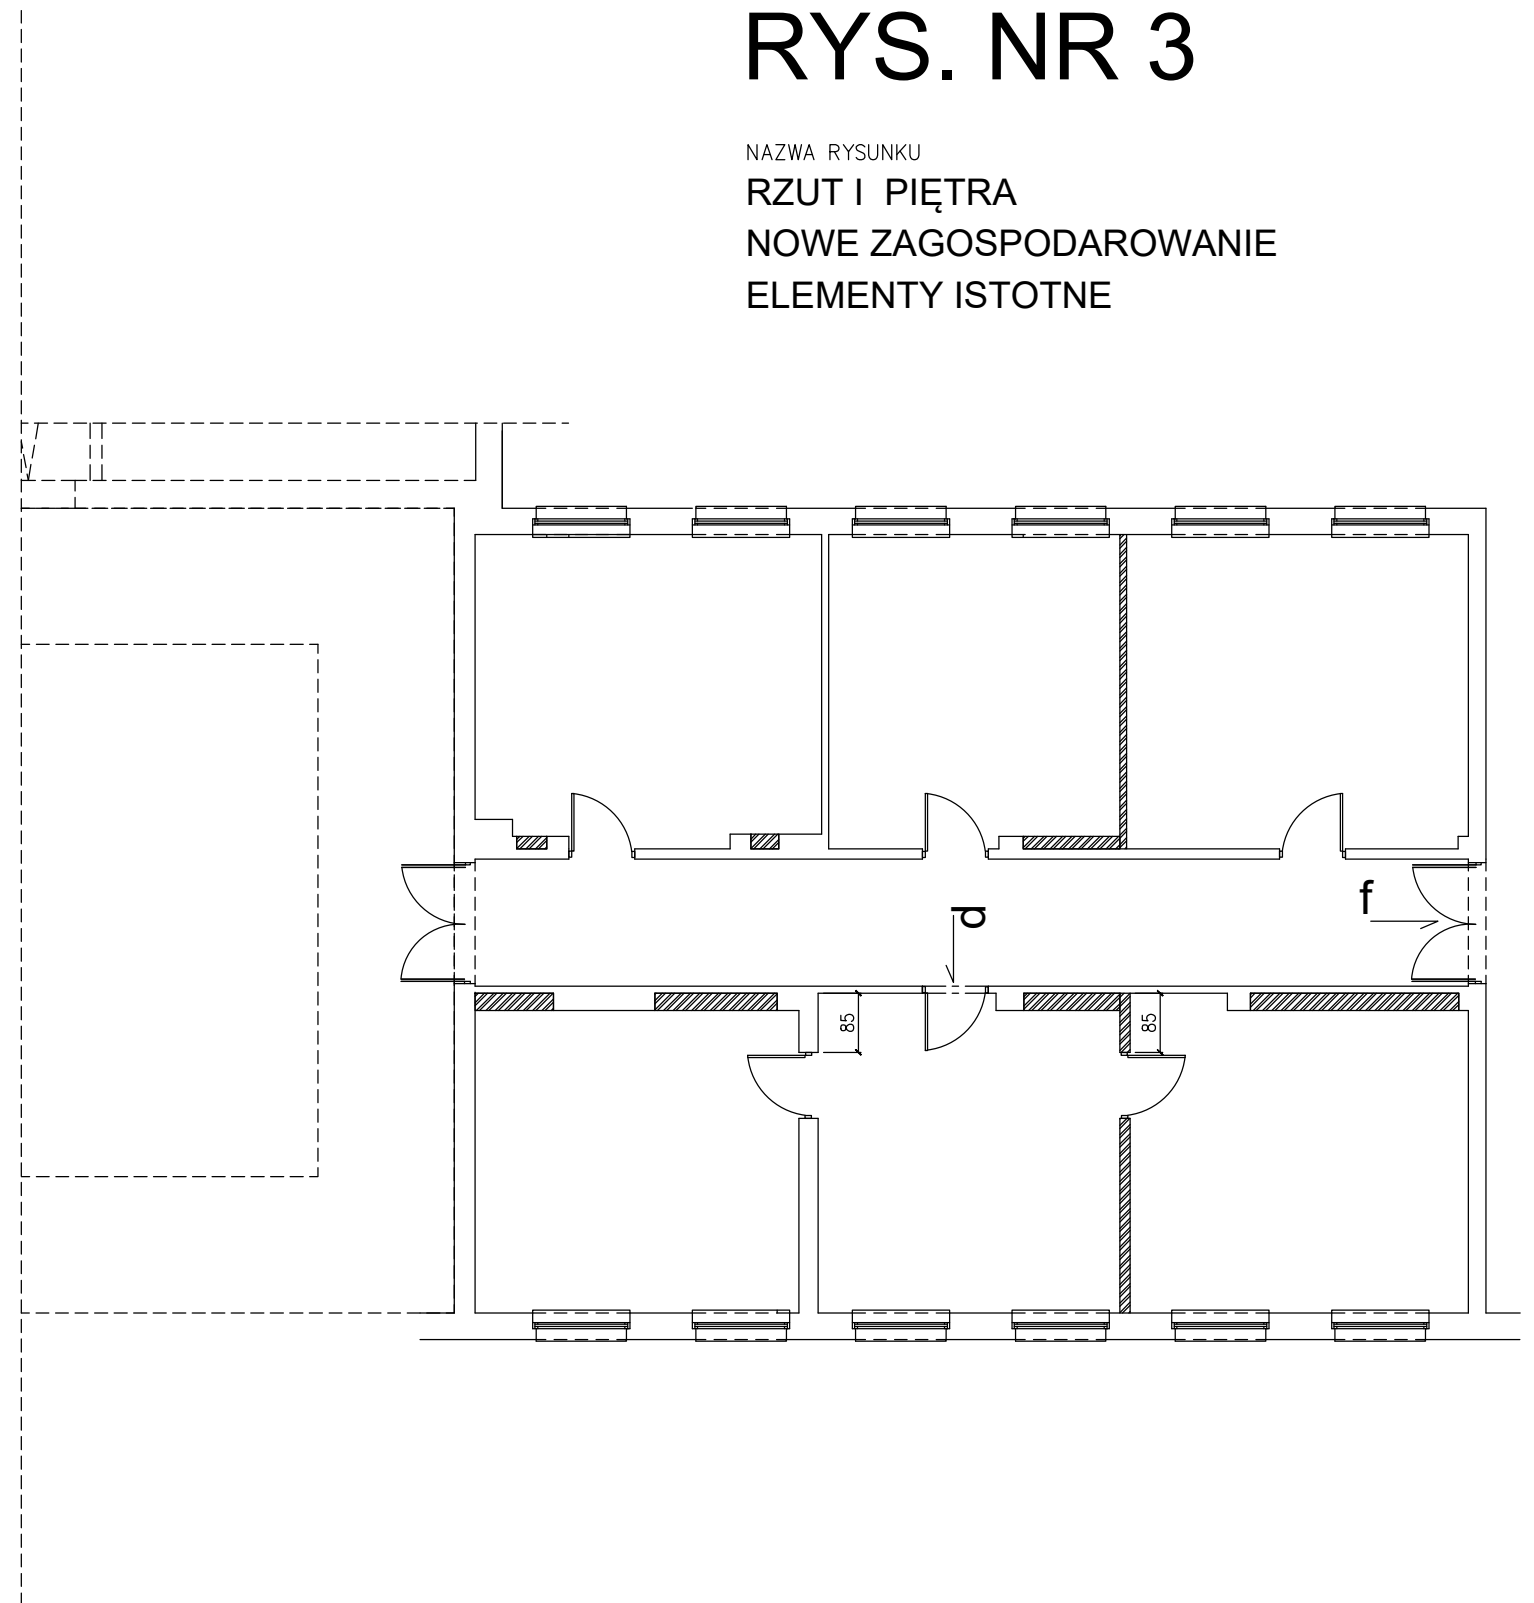 RYS. NR 3
NAZWA RYSUNKU
RZUT I PIĘTRA
NOWE ZAGOSPODAROWANIE
ELEMENTY ISTOTNE
f
d
85
85